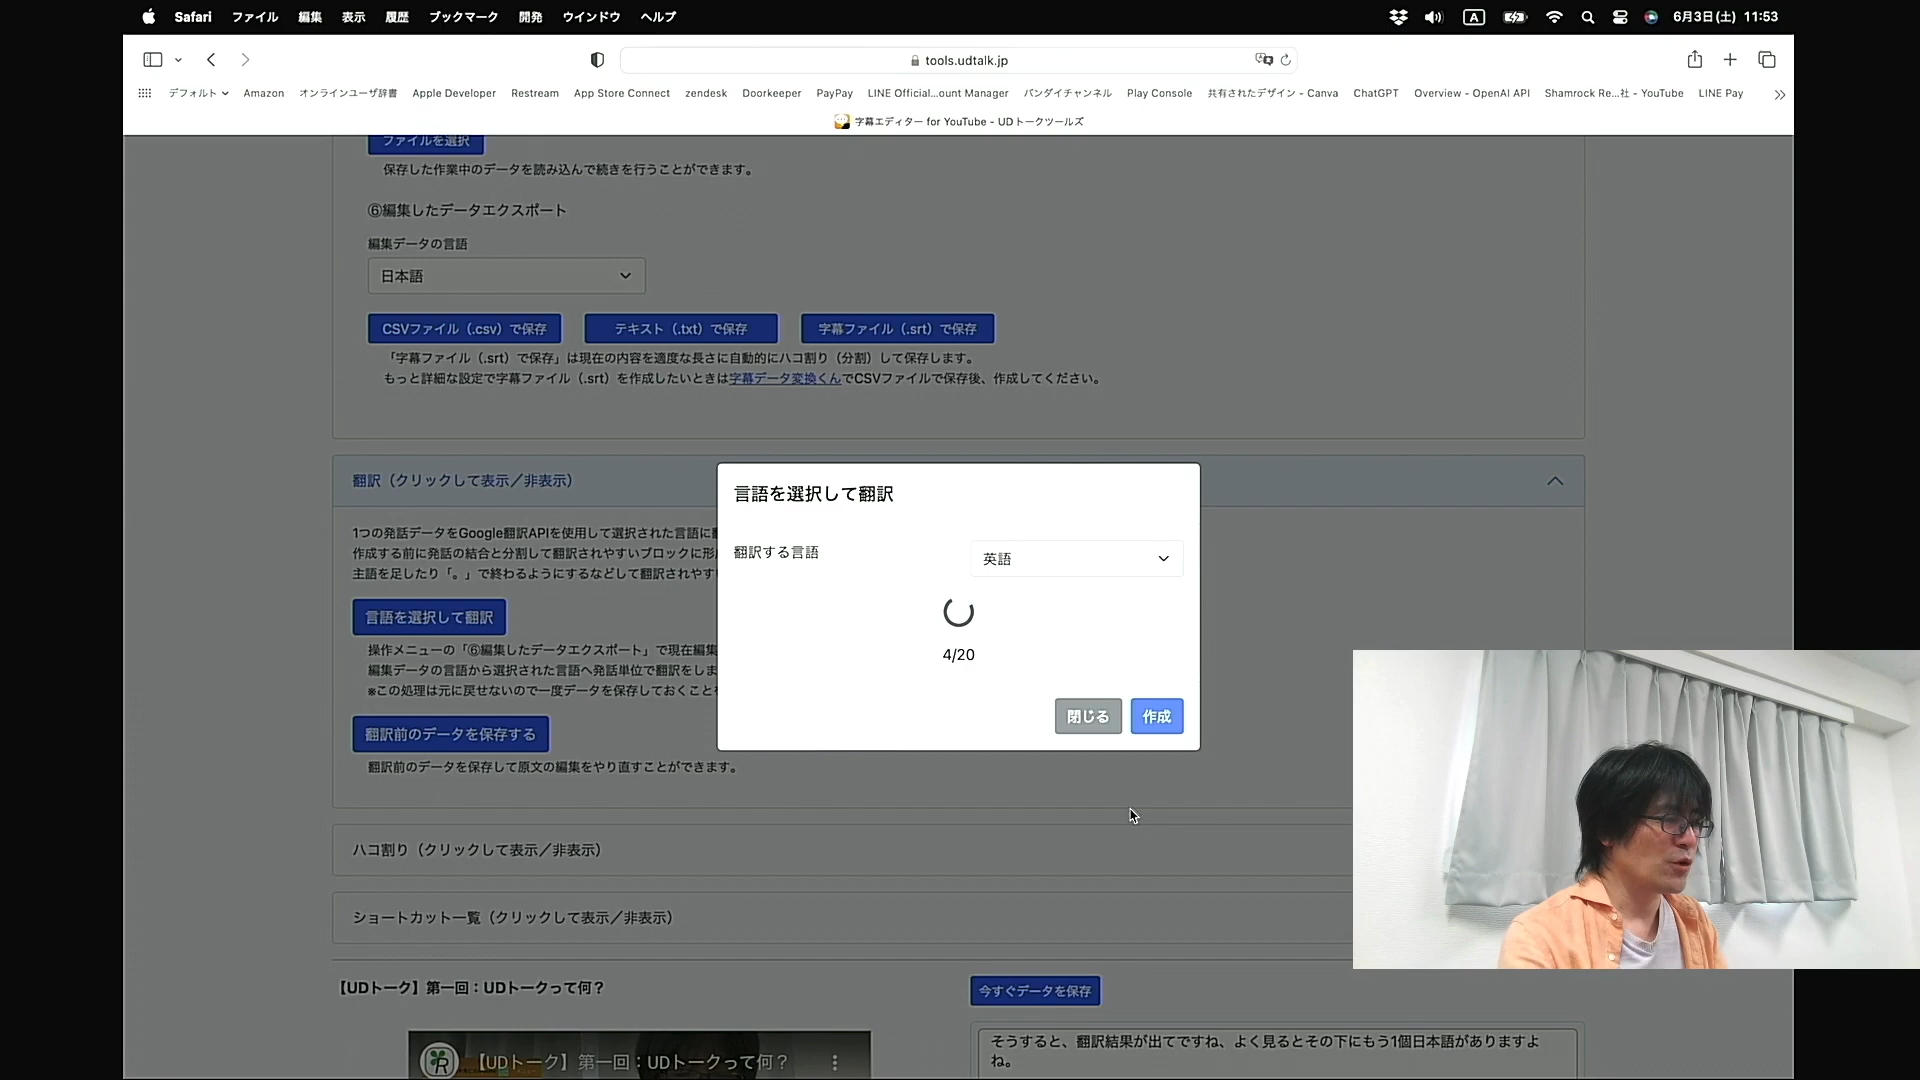 Safari ファイル 編集 表示 履歴 ブックマーク 開発 ウインドウ ヘルプ
A 6月3日(土) 11:53
tools.udtalk.jp
デフォルト Amazon オンラインユーザ辞書 Apple Developer Restream App Store Connect zendesk Doorkeeper PayPay LINE Official...ount Manager バンダイチャンネル Play Console 共有されたデザイン - Canva ChatGPT Overview - OpenAI API Shamrock Re...社 - YouTube LINE Pay
字幕エディター for YouTube - UDトークツールズ
ファイルを選択
保存した作業中のデータを読み込んで続きを行うことができます。
⑥編集したデータエクスポート
編集データの言語
日本語
CSVファイル（.csv）で保存 テキスト（.txt）で保存 字幕ファイル（.srt）で保存
「字幕ファイル（.srt）で保存」は現在の内容を適度な長さに自動的にハコ割り（分割）して保存します。
もっと詳細な設定で字幕ファイル（.srt）を作成したいときは字幕データ変換くんでCSVファイルで保存後、作成してください。
翻訳（クリックして表示／非表示）
1つの発話データをGoogle翻訳APIを使用して選択された言語に
作成する前に発話の結合と分割して翻訳されやすいブロックに形
主語を足したり「。」で終わるようにするなどして翻訳されやす
言語を選択して翻訳
操作メニューの「⑥編集したデータエクスポート」で現在編集
編集データの言語から選択された言語へ発話単位で翻訳をしま
※この処理は元に戻せないので一度データを保存しておくこと
翻訳前のデータを保存する
翻訳前のデータを保存して原文の編集をやり直すことができます。
言語を選択して翻訳
翻訳する言語 英語
4/20
閉じる 作成
ハコ割り（クリックして表示／非表示）
ショートカット一覧（クリックして表示／非表示）
【UDトーク】第一回：UDトークって何？
今すぐデータを保存
【UDトーク】第一回：UDトークって何？
そうすると、翻訳結果が出てですね、よく見るとその下にもう1個日本語がありますよ
ね。